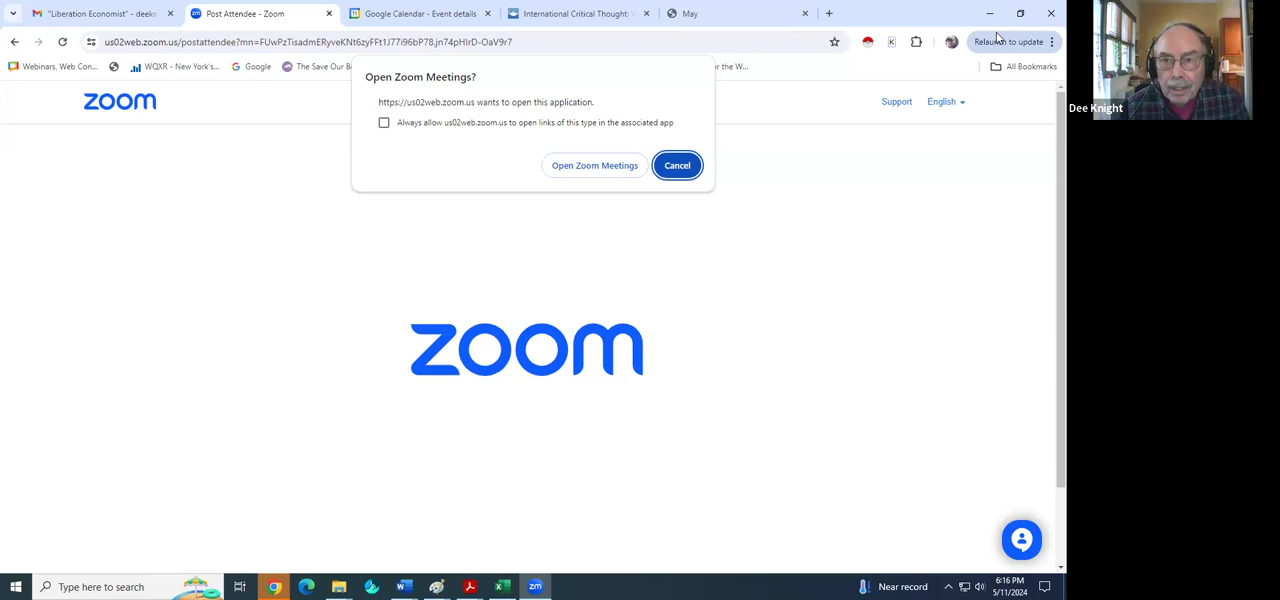 "Liberation Economist" - deekn
Post Attendee - Zoom
Google Calendar - Event details
International Critical Thought:
May
us02web.zoom.us/postattendee?mn=FUwPzTisadmERyveKNt6zyFFt1J77i96bP78.jn74pHIrD-OaV9r7
Relaunch to update
Webinars, Web Con...
WQXR - New York's...
Google
The Save Our B
r the W...
All Bookmarks
Open Zoom Meetings?
https://us02web.zoom.us wants to open this application.
Always allow us02web.zoom.us to open links of this type in the associated app
Open Zoom Meetings
Cancel
zoom
Support
English
Dee Knight
zoom
Type here to search
Near record
6:16 PM
5/11/2024